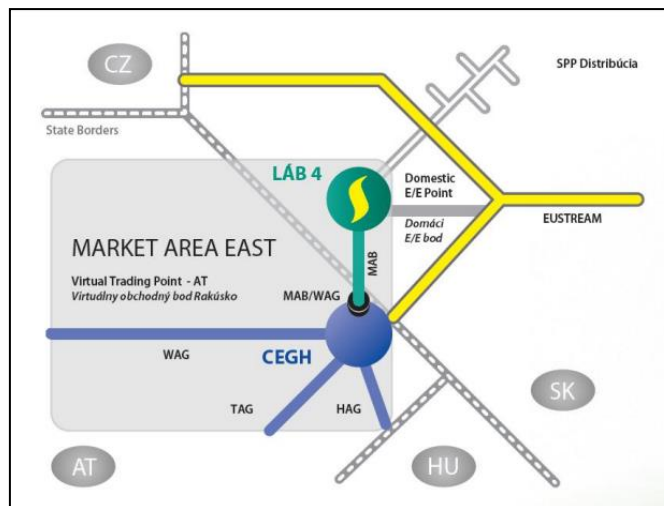 CZ
SPP Distribúcia
State Borders
LÁB 4
Domestic
E/E Point
Domáci
E/E bod
EUSTREAM
MARKET AREA EAST
Virtual Trading Point - AT
Virtuálny obchodný bod Rakúsko
MAB
MAB/WAG
WAG
CEGH
TAG
HAG
SK
AT
HU